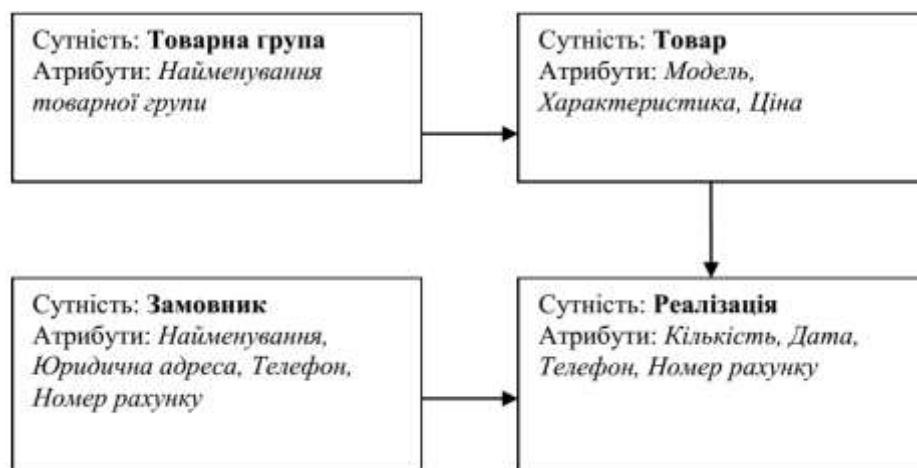 Сутність: Товарна група
Атрибути: Найменування
товарної групи
Сутність: Товар
Атрибути: Модель,
Характеристика, Ціна
Сутність: Замовник
Атрибути: Найменування,
Юридична адреса, Телефон,
Номер рахунку
Сутність: Реалізація
Атрибути: Кількість, Дата,
Телефон, Номер рахунку